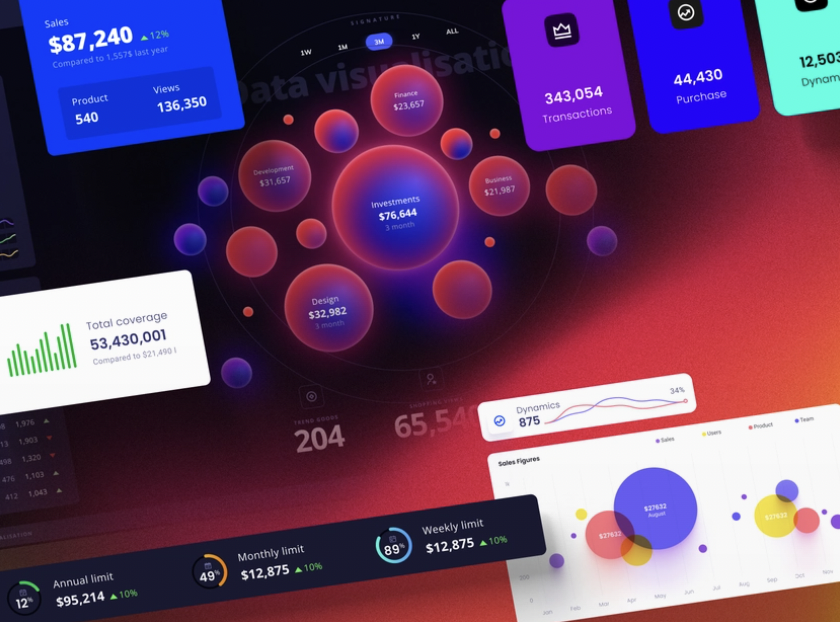 Sales
$87,240 12%
Compared to 1,557$ last year
Product
540
Views
136,350
SIGNATURE
1W 1M 3M 1Y ALL
Data visualisatio
Finance
$23,657
Development
$31,657
Investments
$76,644
3 month
Business
$21,987
Design
$32,982
3 month
343,054
Transactions
44,430
Purchase
12,503
Dynam
Total coverage
53,430,001
Compared to $21,490 l
1,976
13 1,903
498 1,320
476 1,103
412 1,043
TREND GOODS
204
65,540
Dynamics
875
34%
Sales Figures
Sales Users Product Team
$27632
August
$27632
$27632
0
Jan Feb Mar Apr May Jun Jul Aug Sep Oct Nov
Annual limit
12%
$95,214 10%
Monthly limit
49%
$12,875 10%
Weekly limit
89%
$12,875 10%